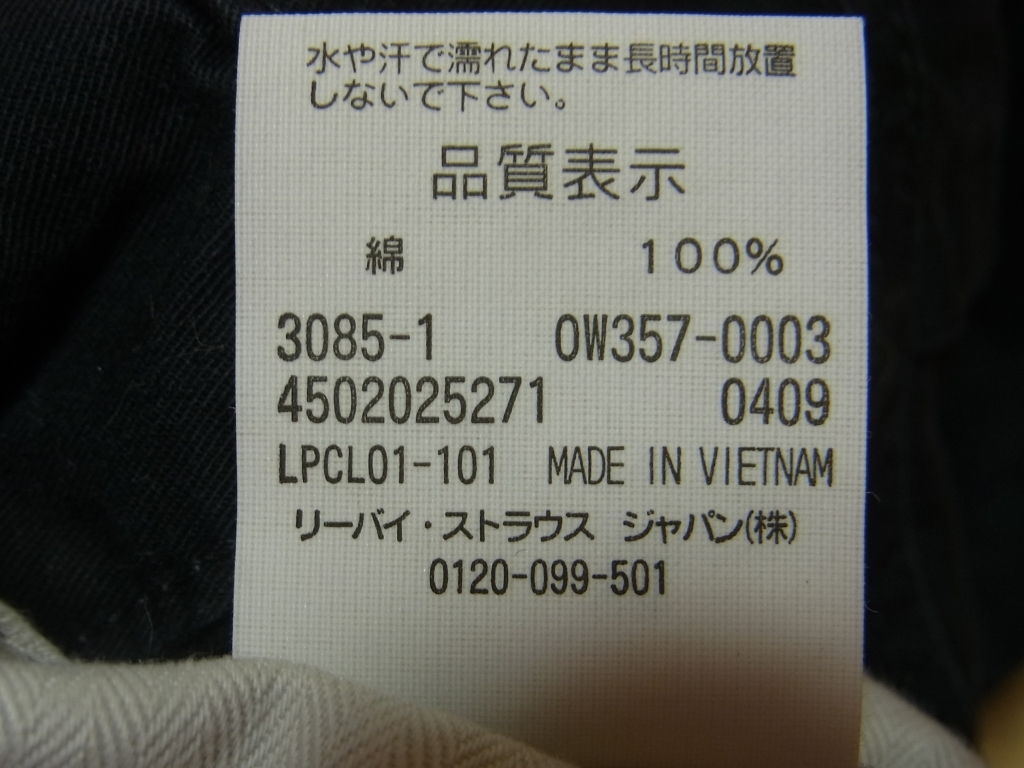 水や汗で濡れたまま長時間放置
しないで下さい。
品質表示
綿 100%
3085-1 0W357-0003
4502025271 0409
LPCL01-101 MADE IN VIETNAM
リーバイ・ストラウス ジャパン(株)
0120-099-501